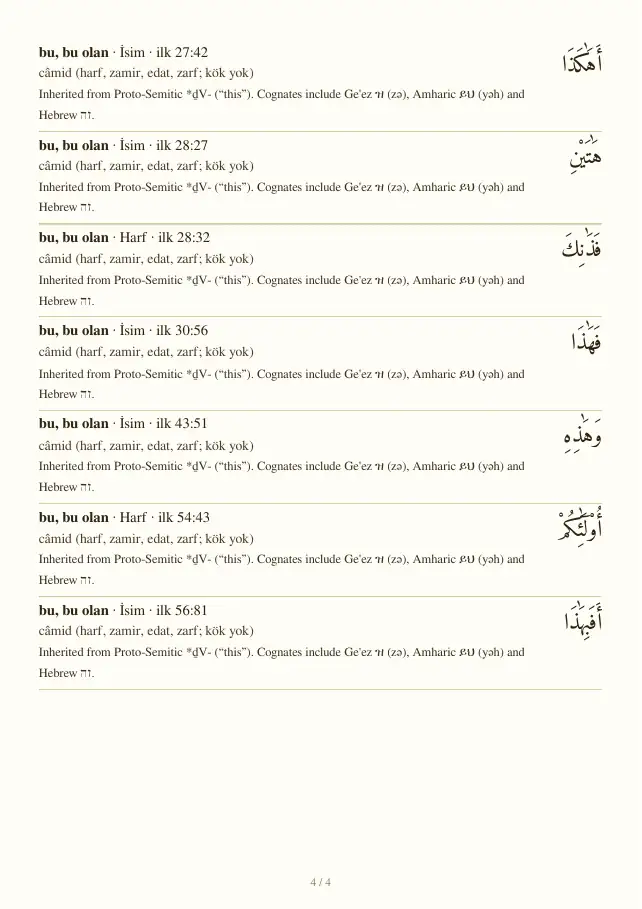 bu, bu olan · İsim · ilk 27:42 أَهَٰكَذَا
câmid (harf, zamir, edat, zarf; kök yok)
Inherited from Proto-Semitic *ḏV- (“this”). Cognates include Ge'ez ዝ (zə), Amharic ይህ (yəh) and
Hebrew זה.
bu, bu olan · İsim · ilk 28:27 هَٰتَيْنِ
câmid (harf, zamir, edat, zarf; kök yok)
Inherited from Proto-Semitic *ḏV- (“this”). Cognates include Ge'ez ዝ (zə), Amharic ይህ (yəh) and
Hebrew זה.
bu, bu olan · Harf · ilk 28:32 فَذَٰنِكَ
câmid (harf, zamir, edat, zarf; kök yok)
Inherited from Proto-Semitic *ḏV- (“this”). Cognates include Ge'ez ዝ (zə), Amharic ይህ (yəh) and
Hebrew זה.
bu, bu olan · İsim · ilk 30:56 فَهَٰذَا
câmid (harf, zamir, edat, zarf; kök yok)
Inherited from Proto-Semitic *ḏV- (“this”). Cognates include Ge'ez ዝ (zə), Amharic ይህ (yəh) and
Hebrew זה.
bu, bu olan · İsim · ilk 43:51 وَهَٰذِهِ
câmid (harf, zamir, edat, zarf; kök yok)
Inherited from Proto-Semitic *ḏV- (“this”). Cognates include Ge'ez ዝ (zə), Amharic ይህ (yəh) and
Hebrew זה.
bu, bu olan · Harf · ilk 54:43 أُو۟لَٰٓئِكُمْ
câmid (harf, zamir, edat, zarf; kök yok)
Inherited from Proto-Semitic *ḏV- (“this”). Cognates include Ge'ez ዝ (zə), Amharic ይህ (yəh) and
Hebrew זה.
bu, bu olan · İsim · ilk 56:81 أَفَبِهَٰذَا
câmid (harf, zamir, edat, zarf; kök yok)
Inherited from Proto-Semitic *ḏV- (“this”). Cognates include Ge'ez ዝ (zə), Amharic ይህ (yəh) and
Hebrew זה.
4 / 4